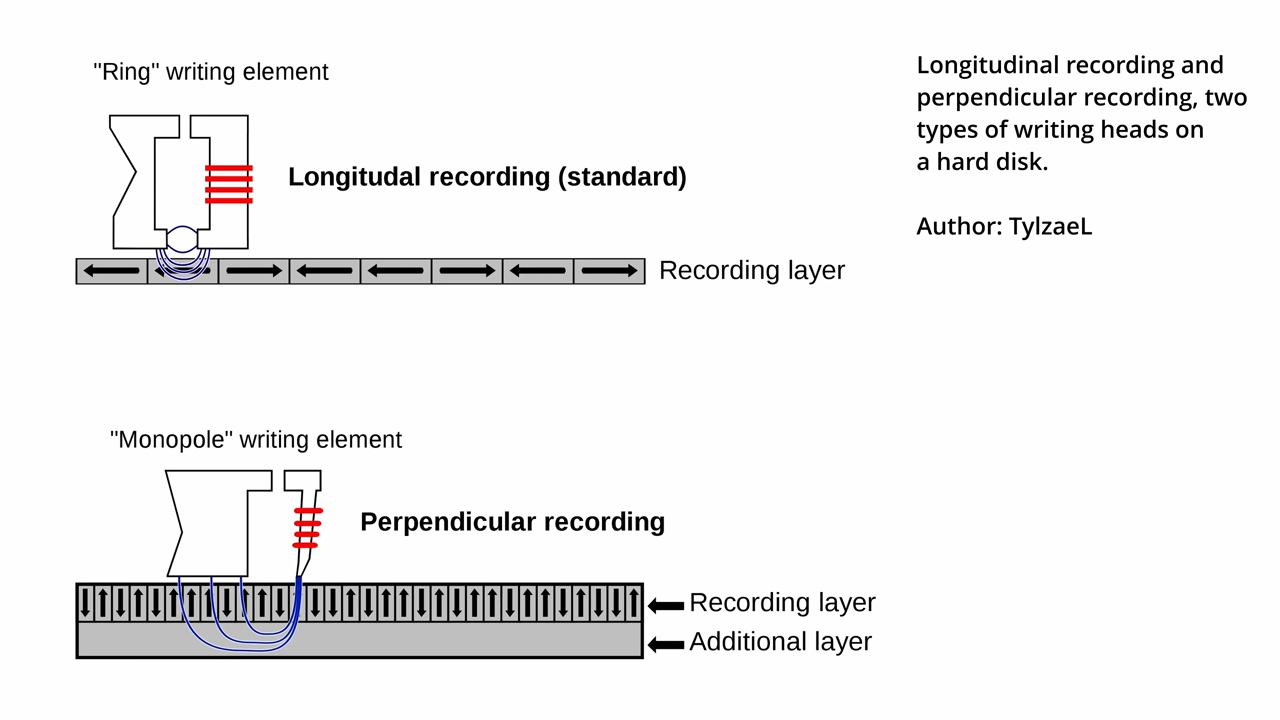 "Ring" writing element
Longitudal recording (standard)
Recording layer
"Monopole" writing element
Perpendicular recording
Recording layer
Additional layer
Longitudinal recording and
perpendicular recording, two
types of writing heads on
a hard disk.
Author: TylzaeL